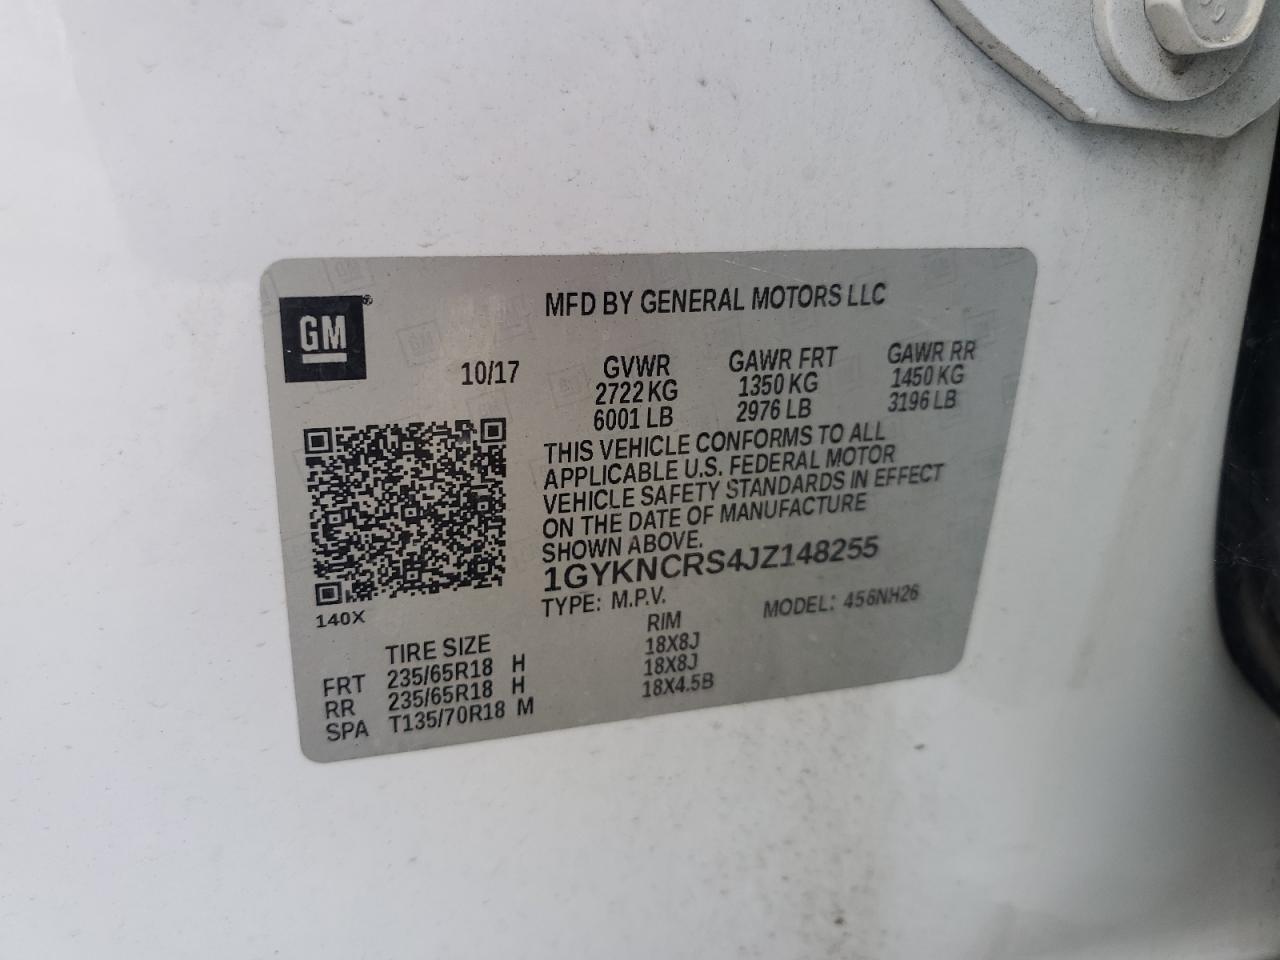 GM
®
MFD BY GENERAL MOTORS LLC
10/17
GVWR GAWR FRT GAWR RR
2722 KG 1350 KG 1450 KG
6001 LB 2976 LB 3196 LB
THIS VEHICLE CONFORMS TO ALL
APPLICABLE U.S. FEDERAL MOTOR
VEHICLE SAFETY STANDARDS IN EFFECT
ON THE DATE OF MANUFACTURE
SHOWN ABOVE.
1GYKNCRS4JZ148255
TYPE: M.P.V. MODEL: 456NH26
140X
TIRE SIZE RIM
FRT 235/65R18 H 18X8J
RR 235/65R18 H 18X8J
SPA T135/70R18 M 18X4.5B